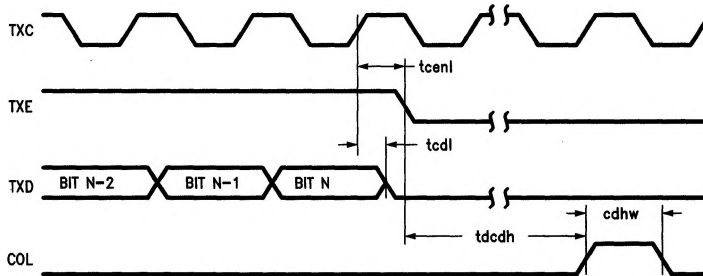 TXC
tcenl
TXE
tcdl
TXD
BIT N-2
BIT N-1
BIT N
cdhw
tdcdh
COL